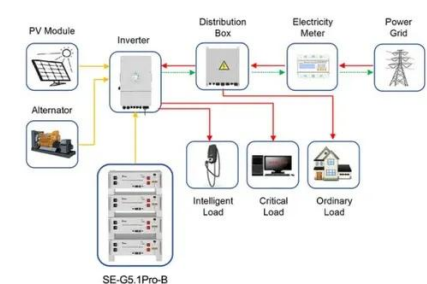 PV Module
Inverter
Distribution
Box
Electricity
Meter
Power
Grid
Alternator
Intelligent
Load
Critical
Load
Ordinary
Load
SE-G5.1Pro-B